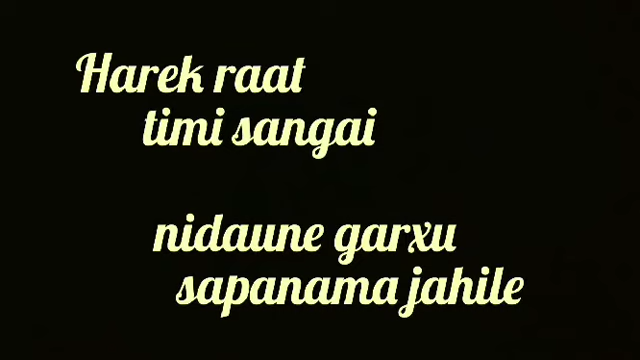 Harek raat
timi sangai
nidaune garxu
sapanama jahile